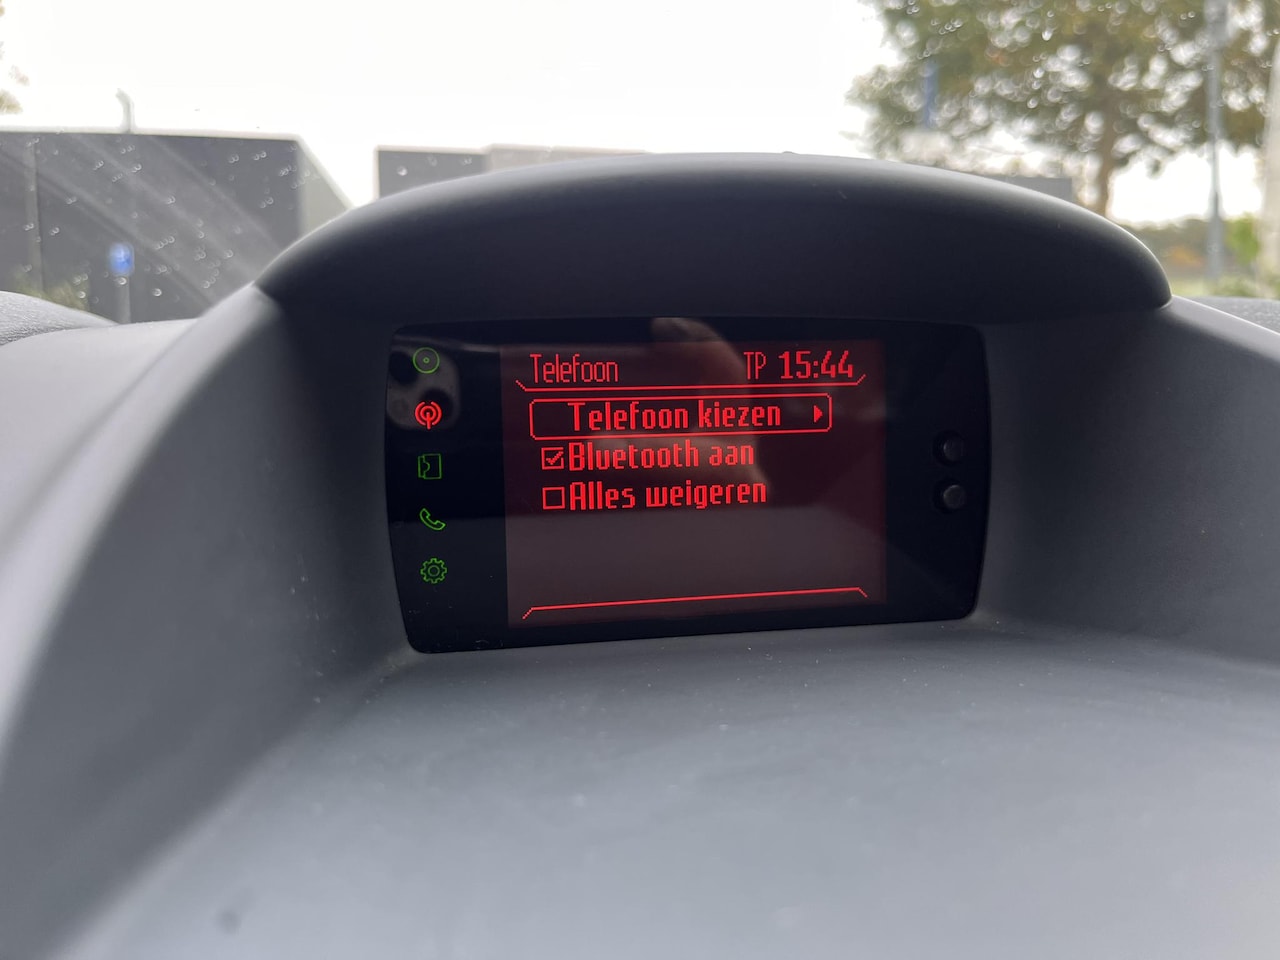 Telefoon TP 15:44
Telefoon kiezen
Bluetooth aan
Alles weigeren